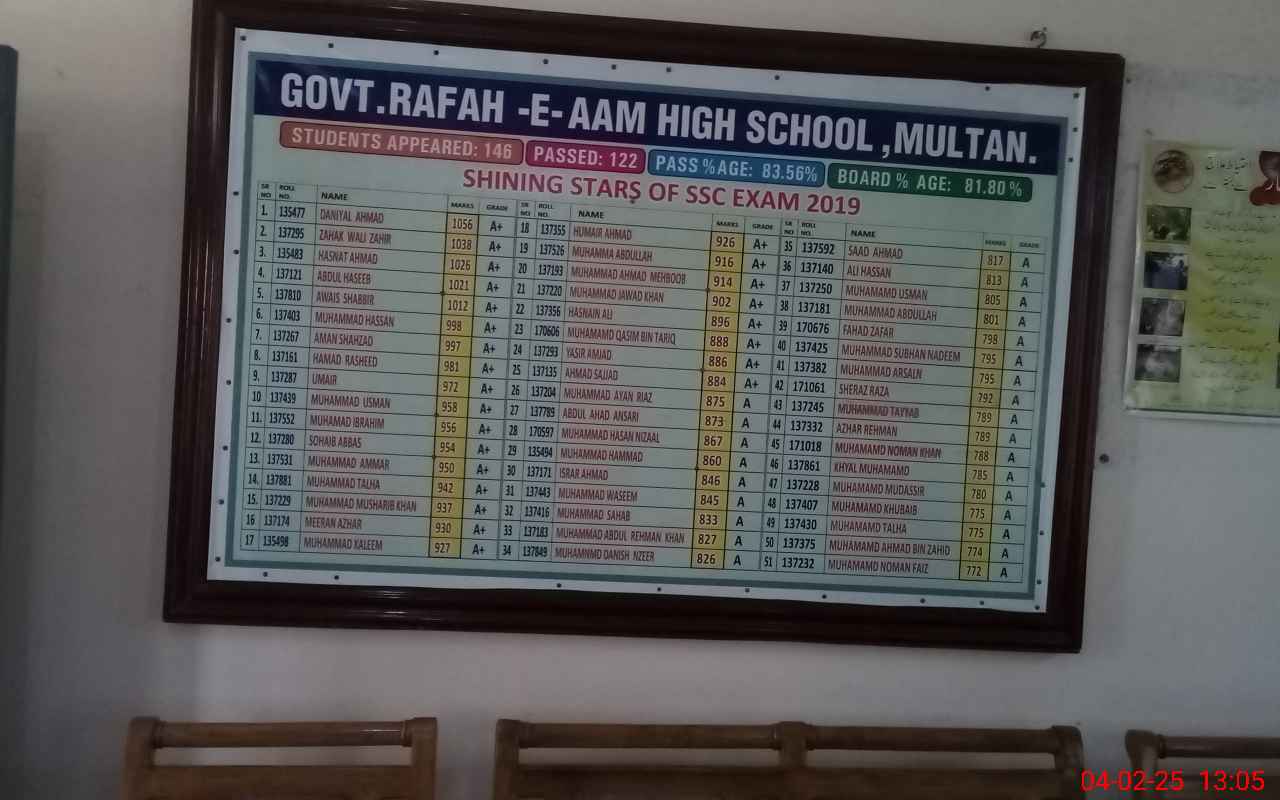 GOVT.RAFAH -E- AAM HIGH SCHOOL ,MULTAN.
STUDENTS APPEARED: 146 PASSED: 122 PASS %AGE: 83.56% BOARD % AGE: 81.80 %
SHINING STARS OF SSC EXAM 2019
SR NO ROLL NO. NAME MARKS GRADE SR NO ROLL NO. NAME MARKS GRADE SR NO ROLL NO. NAME MARKS GRADE
1. 135477 DANIYAL AHMAD 1056 A+ 18 137355 HUMAIR AHMAD 926 A+ 35 137592 SAAD AHMAD 817 A
2. 137295 ZAHAK WALI ZAHIR 1038 A+ 19 137526 MUHAMMA ABDULLAH 916 A+ 36 137140 ALI HASSAN 813 A
3. 135483 HASNAT AHMAD 1026 A+ 20 137193 MUHAMMAD AHMAD MEHBOOB 914 A+ 37 137250 MUHAMAMD USMAN 805 A
4. 137121 ABDUL HASEEB 1021 A+ 21 137220 MUHAMMAD JAWAD KHAN 902 A+ 38 137181 MUHAMMAD ABDULLAH 801 A
5. 137810 AWAIS SHABBIR 1012 A+ 22 137356 HASNAIN ALI 896 A+ 39 170676 FAHAD ZAFAR 798 A
6. 137403 MUHAMMAD HASSAN 998 A+ 23 170606 MUHAMAMD QASIM BIN TARIQ 888 A+ 40 137425 MUHAMMAD SUBHAN NADEEM 795 A
7. 137267 AMAN SHAHZAD 997 A+ 24 137293 YASIR AMJAD 886 A+ 41 137382 MUHAMMAD ARSALN 795 A
8. 137161 HAMAD RASHEED 981 A+ 25 137135 AHMAD SAJJAD 884 A+ 42 171061 SHERAZ RAZA 792 A
9. 137287 UMAIR 972 A+ 26 137204 MUHAMMAD AYAN RIAZ 875 A 43 137245 MUHAMMAD TAYYAB 789 A
10 137439 MUHAMMAD USMAN 958 A+ 27 137789 ABDUL AHAD ANSARI 873 A 44 137332 AZHAR REHMAN 789 A
11. 137552 MUHAMAD IBRAHIM 956 A+ 28 170597 MUHAMMAD HASAN NIZAAL 867 A 45 171018 MUHAMAMD NOMAN KHAN 788 A
12. 137280 SOHAIB ABBAS 954 A+ 29 135494 MUHAMMAD HAMMAD 860 A 46 137861 KHYAL MUHAMAMD 785 A
13. 137531 MUHAMMAD AMMAR 950 A+ 30 137171 ISRAR AHMAD 846 A 47 137228 MUHAMAMD MUDASSIR 780 A
14. 137881 MUHAMMAD TALHA 942 A+ 31 137443 MUHAMMAD WASEEM 845 A 48 137407 MUHAMAMD KHUBAIB 775 A
15. 137229 MUHAMMAD MUSHARIB KHAN 937 A+ 32 137416 MUHAMMAD SAHAB 833 A 49 137430 MUHAMAMD TALHA 775 A
16 137174 MEERAN AZHAR 930 A+ 33 137183 MUHAMMAD ABDUL REHMAN KHAN 827 A 50 137375 MUHAMAMD AHMAD BIN ZAHID 774 A
17 135498 MUHAMMAD KALEEM 927 A+ 34 137849 MUHAMNMD DANISH NZEER 826 A 51 137232 MUHAMAMD NOMAN FAIZ 772 A
04-02-25 13:05